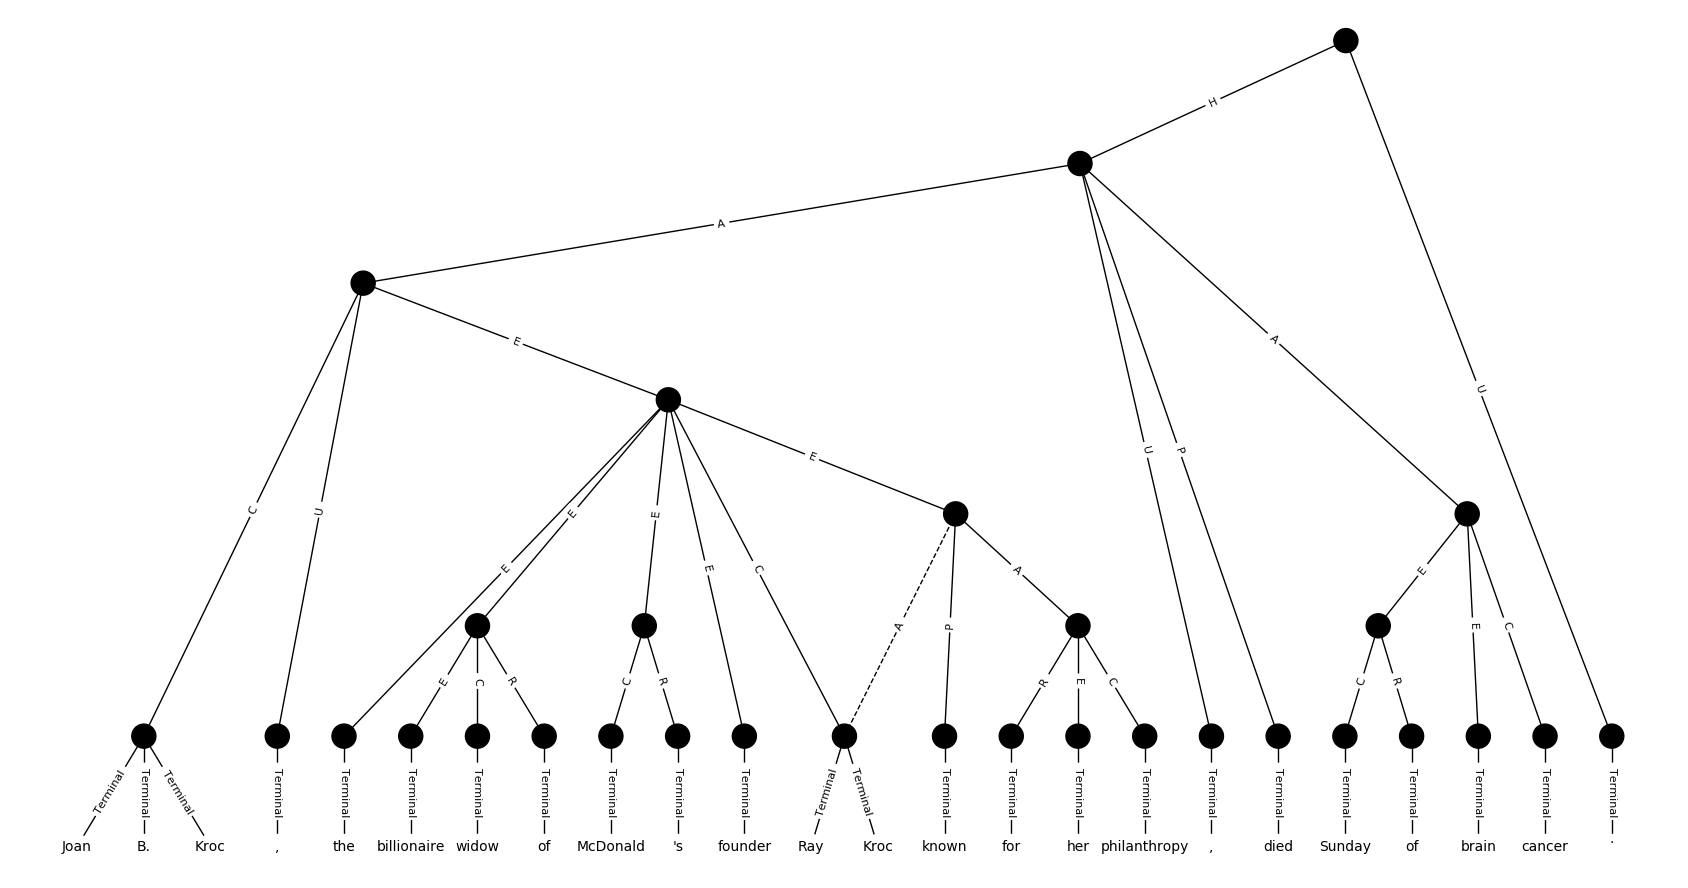 H
A
E
A
E
U
C
U
E
E
E
C
P
U
E
E
A
A
P
E
E
C
E
C
R
C
R
R
E
C
C
R
Terminal Terminal Terminal Terminal Terminal Terminal Terminal Terminal Terminal Terminal Terminal Terminal Terminal Terminal Terminal Terminal Terminal Terminal Terminal Terminal Terminal Terminal Terminal Terminal
Joan B. Kroc , the billionaire widow of McDonald 's founder Ray Kroc known for her philanthropy , died Sunday of brain cancer .